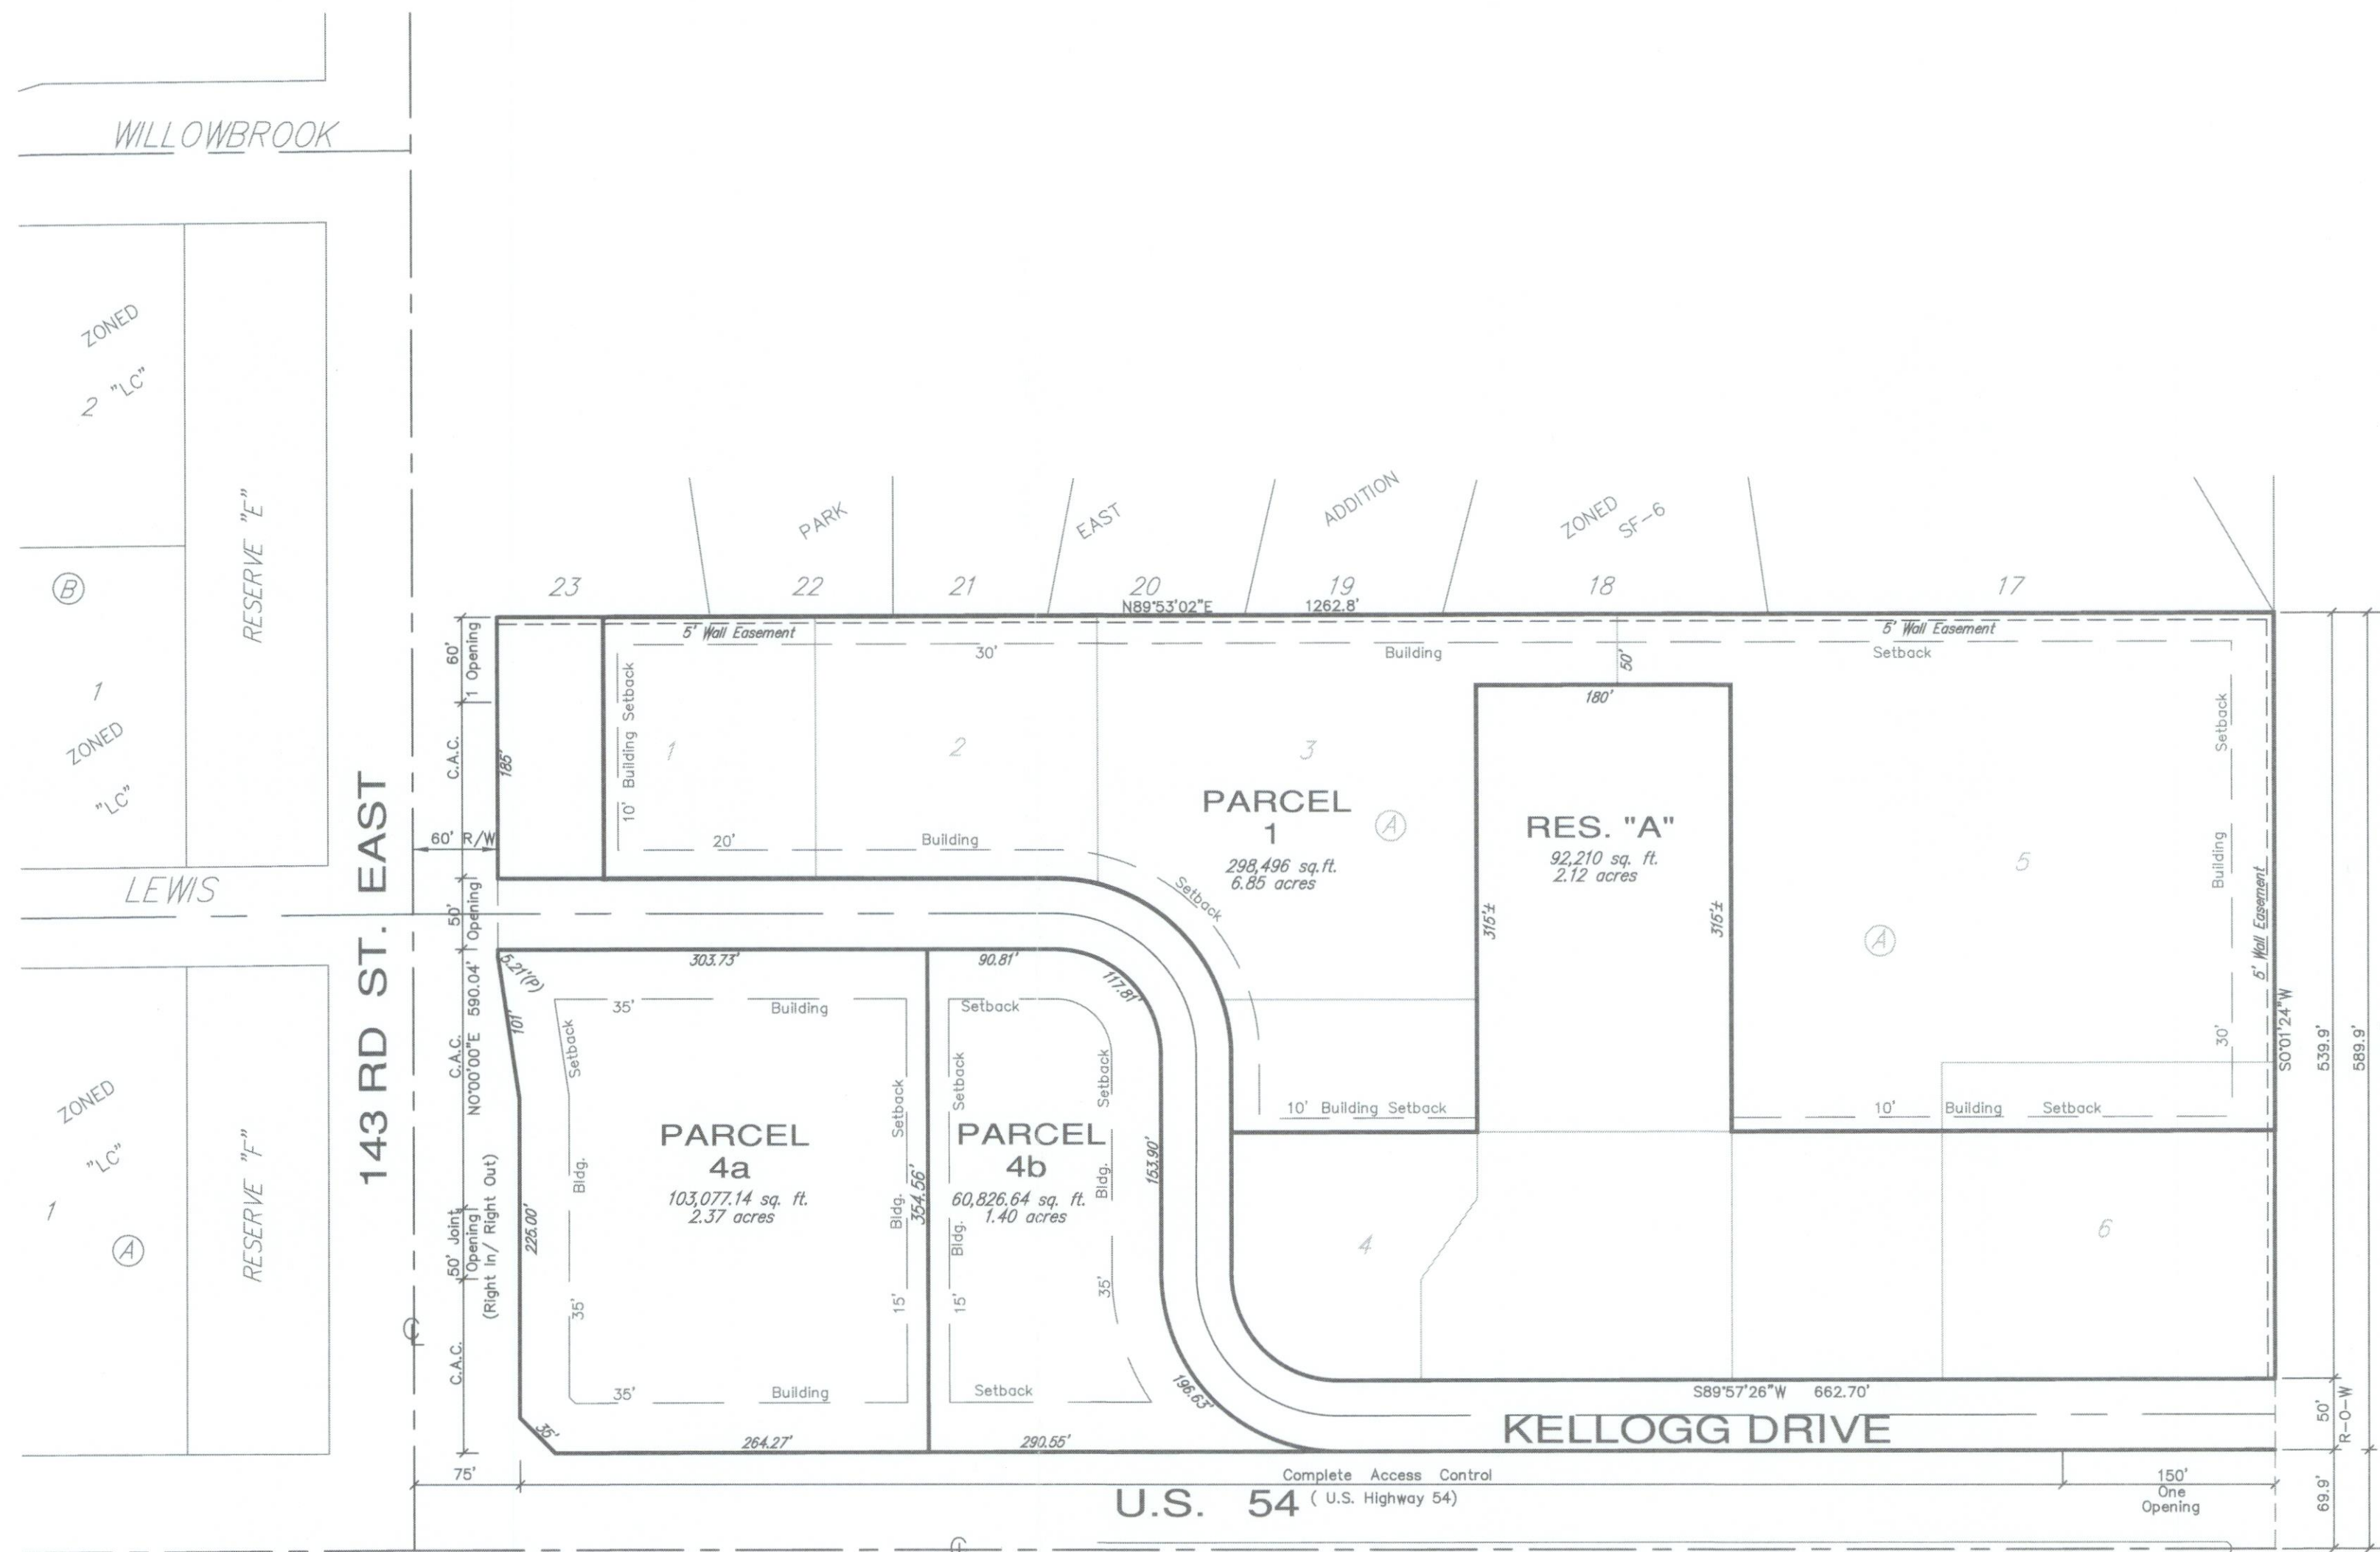 WILLOWBROOK
ZONED
2 "LC"
RESERVE "E"
B
1
ZONED
"LC"
LEWIS
ZONED
"LC"
1
A
RESERVE "F"
143 RD ST. EAST
60' R/W
60'
1 Opening
C.A.C.
50'
Opening
C.A.C.
N0°00'00"E 590.04'
50' Joint
Opening
(Right In/ Right Out)
C.A.C.
PARK
EAST
ADDITION
ZONED
SF-6
23
22
21
20
19
18
17
N89°53'02"E
1262.8'
5' Wall Easement
5' Wall Easement
30'
Building
Setback
10' Building Setback
185'
1
2
3
50'
180'
20'
Building
Setback
PARCEL
1
A
298,496 sq.ft.
6.85 acres
RES. "A"
92,210 sq. ft.
2.12 acres
315'±
315'±
5
A
Setback
Building
30'
5' Wall Easement
S0°01'24"W
539.9'
589.9'
10' Building Setback
10' Building Setback
303.73'
90.81'
117.81'
5.21'(P)
101'
35'
Building
Setback
Setback
Setback
Setback
Setback
PARCEL
4a
103,077.14 sq. ft.
2.37 acres
PARCEL
4b
60,826.64 sq. ft.
1.40 acres
Bldg.
Bldg.
Bldg.
Bldg.
354.56'
153.90'
225.00'
35'
15'
15'
35'
35'
Building
Setback
196.63'
35'
264.27'
290.55'
4
6
S89°57'26"W 662.70'
KELLOGG DRIVE
50'
R-O-W
75'
Complete Access Control
U.S. 54 ( U.S. Highway 54)
150'
One
Opening
69.9'